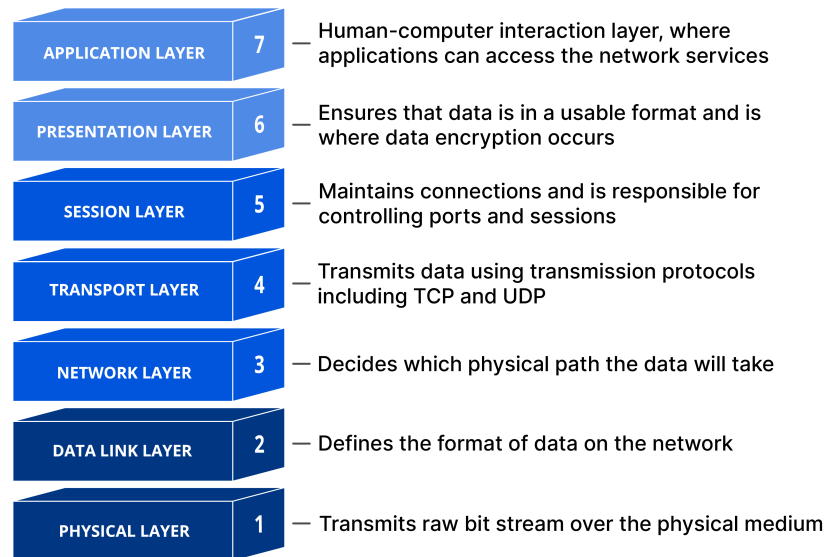 APPLICATION LAYER 7
Human-computer interaction layer, where
applications can access the network services
PRESENTATION LAYER 6
Ensures that data is in a usable format and is
where data encryption occurs
SESSION LAYER 5
Maintains connections and is responsible for
controlling ports and sessions
TRANSPORT LAYER 4
Transmits data using transmission protocols
including TCP and UDP
NETWORK LAYER 3
Decides which physical path the data will take
DATA LINK LAYER 2
Defines the format of data on the network
PHYSICAL LAYER 1
Transmits raw bit stream over the physical medium